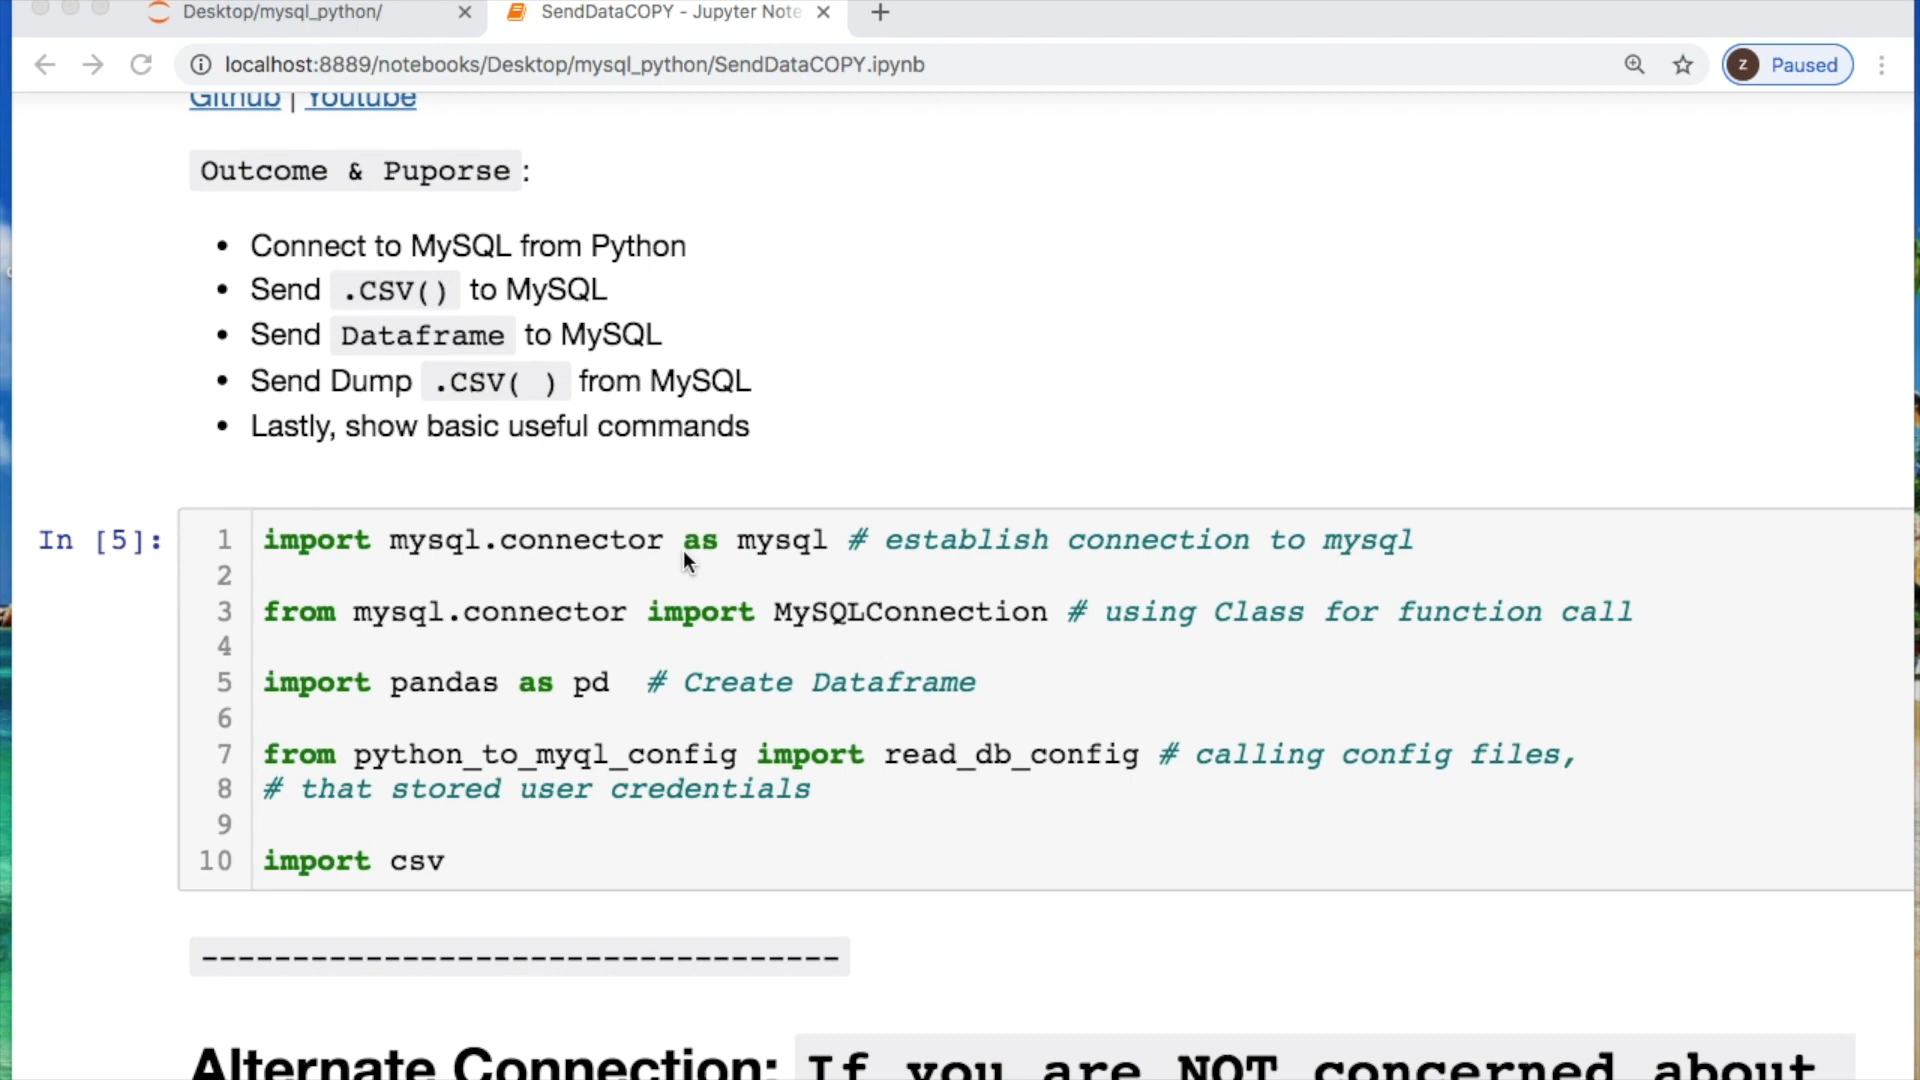 Desktop/mysql_python/
SendDataCOPY - Jupyter Note
localhost:8889/notebooks/Desktop/mysql_python/SendDataCOPY.ipynb
z Paused
Github | Youtube
Outcome & Puporse:
• Connect to MySQL from Python
• Send .CSV() to MySQL
• Send Dataframe to MySQL
• Send Dump .CSV( ) from MySQL
• Lastly, show basic useful commands
In [5]:
1 import mysql.connector as mysql # establish connection to mysql
2
3 from mysql.connector import MySQLConnection # using Class for function call
4
5 import pandas as pd  # Create Dataframe
6
7 from python_to_myql_config import read_db_config # calling config files,
8 # that stored user credentials
9
10 import csv
-----------------------------------
Alternate Connection: If you are NOT concerned about